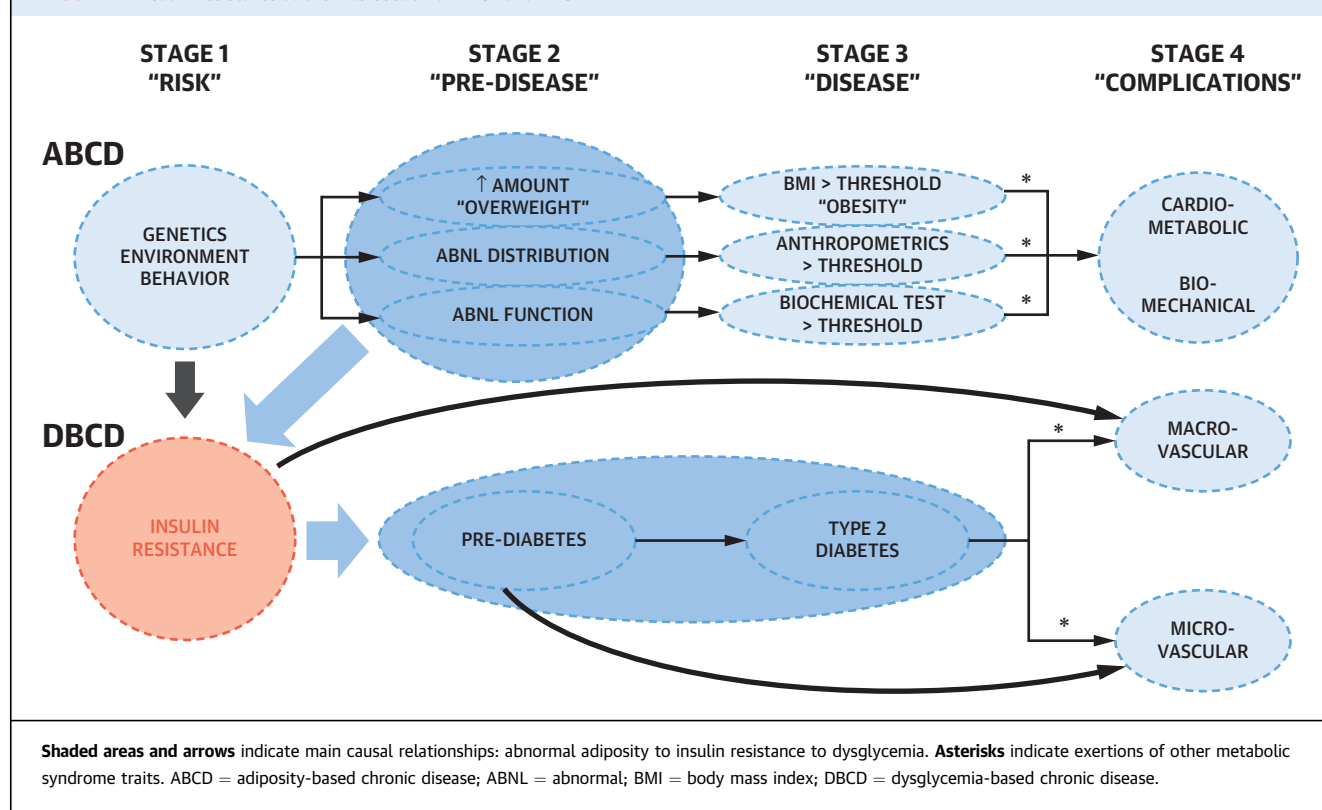 STAGE 1
“RISK”
STAGE 2
“PRE-DISEASE”
STAGE 3
“DISEASE”
STAGE 4
“COMPLICATIONS”
ABCD
GENETICS
ENVIRONMENT
BEHAVIOR
↑ AMOUNT
“OVERWEIGHT”
ABNL DISTRIBUTION
ABNL FUNCTION
BMI > THRESHOLD
“OBESITY”
ANTHROPOMETRICS
> THRESHOLD
BIOCHEMICAL TEST
> THRESHOLD
*
*
*
CARDIO-
METABOLIC
BIO-
MECHANICAL
DBCD
INSULIN
RESISTANCE
PRE-DIABETES
TYPE 2
DIABETES
*
*
MACRO-
VASCULAR
MICRO-
VASCULAR
Shaded areas and arrows indicate main causal relationships: abnormal adiposity to insulin resistance to dysglycemia. Asterisks indicate exertions of other metabolic
syndrome traits. ABCD = adiposity-based chronic disease; ABNL = abnormal; BMI = body mass index; DBCD = dysglycemia-based chronic disease.